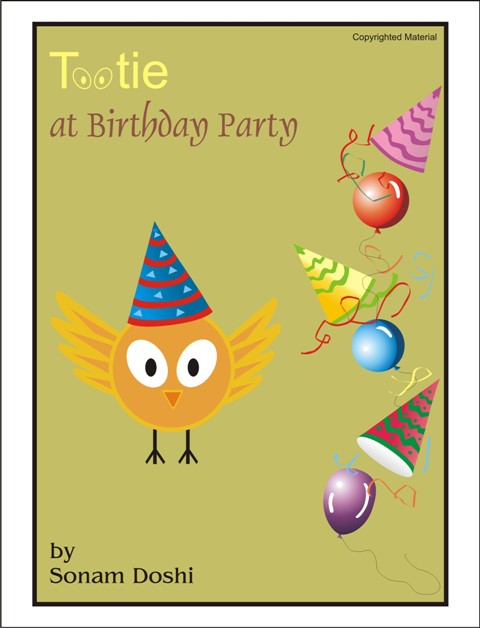 Copyrighted Material
Tootie
at Birthday Party
by
Sonam Doshi